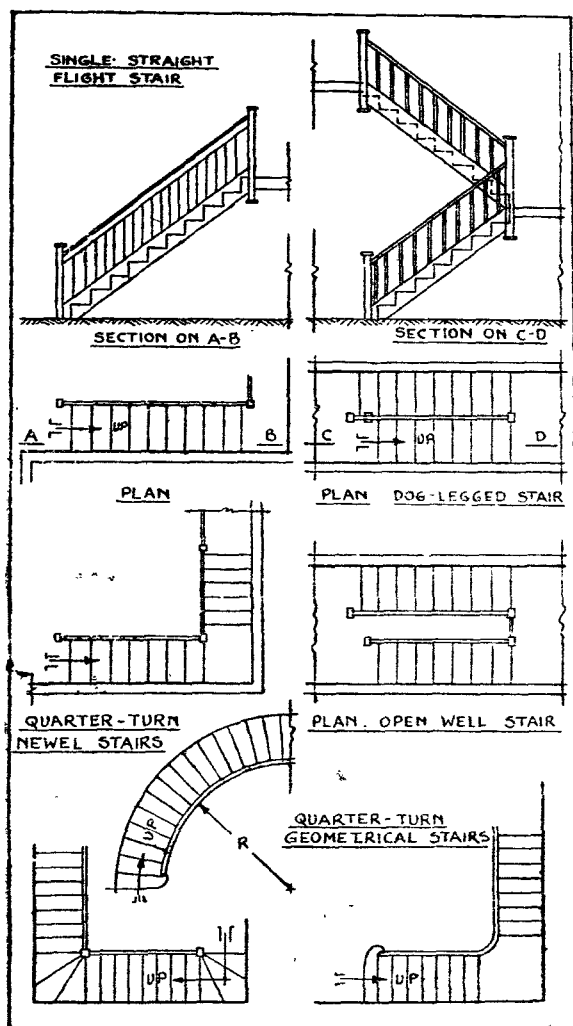 SINGLE STRAIGHT
FLIGHT STAIR
SECTION ON A-B
SECTION ON C-D
A
UP
B
C
UP
D
PLAN
PLAN DOG-LEGGED STAIR
QUARTER-TURN
NEWEL STAIRS
PLAN. OPEN WELL STAIR
UP
R
QUARTER-TURN
GEOMETRICAL STAIRS
UP
UP